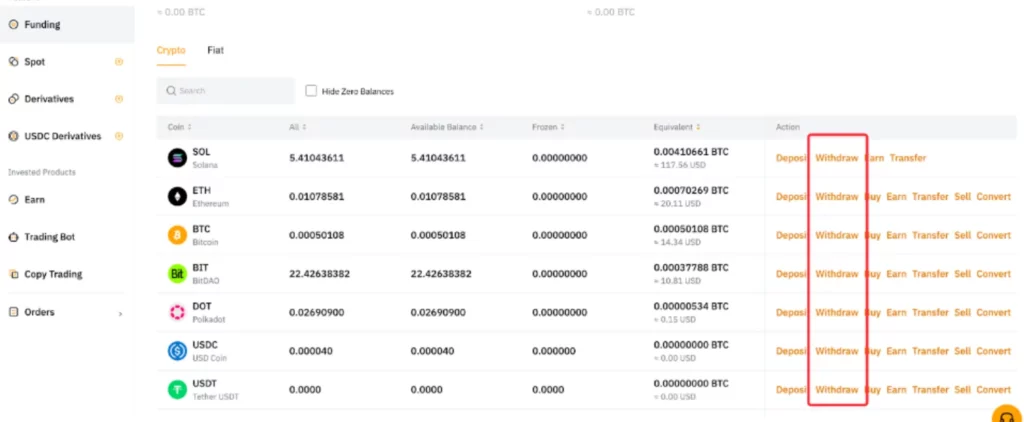 ≈ 0.00 BTC ≈ 0.00 BTC
Funding
Crypto Fiat
Spot
Search Hide Zero Balances
Derivatives
Coin All Available Balance Frozen Equivalent Action
USDC Derivatives
SOL 5.41043611 5.41043611 0.00000000 0.00410661 BTC Deposi Withdraw Earn Transfer
Solana ≈ 117.56 USD
Invested Products
ETH 0.01078581 0.01078581 0.00000000 0.00070269 BTC Deposi Withdraw Buy Earn Transfer Sell Convert
Ethereum ≈ 20.11 USD
Earn
BTC 0.00050108 0.00050108 0.00000000 0.00050108 BTC Deposi Withdraw Buy Earn Transfer Sell Convert
Bitcoin ≈ 14.34 USD
Trading Bot
BIT 22.42638382 22.42638382 0.00000000 0.00037788 BTC Deposi Withdraw Buy Earn Transfer Sell Convert
Bit BitDAO ≈ 10.81 USD
Copy Trading
DOT 0.02690900 0.02690900 0.00000000 0.00000534 BTC Deposi Withdraw Buy Earn Transfer Sell Convert
Polkadot ≈ 0.15 USD
Orders
USDC 0.000040 0.000040 0.000000 0.00000000 BTC Deposi Withdraw Buy Earn Transfer Sell Convert
USD Coin ≈ 0.00 USD
USDT 0.0000 0.0000 0.0000 0.00000000 BTC Deposi Withdraw Buy Earn Transfer Sell Convert
Tether USDT ≈ 0.00 USD